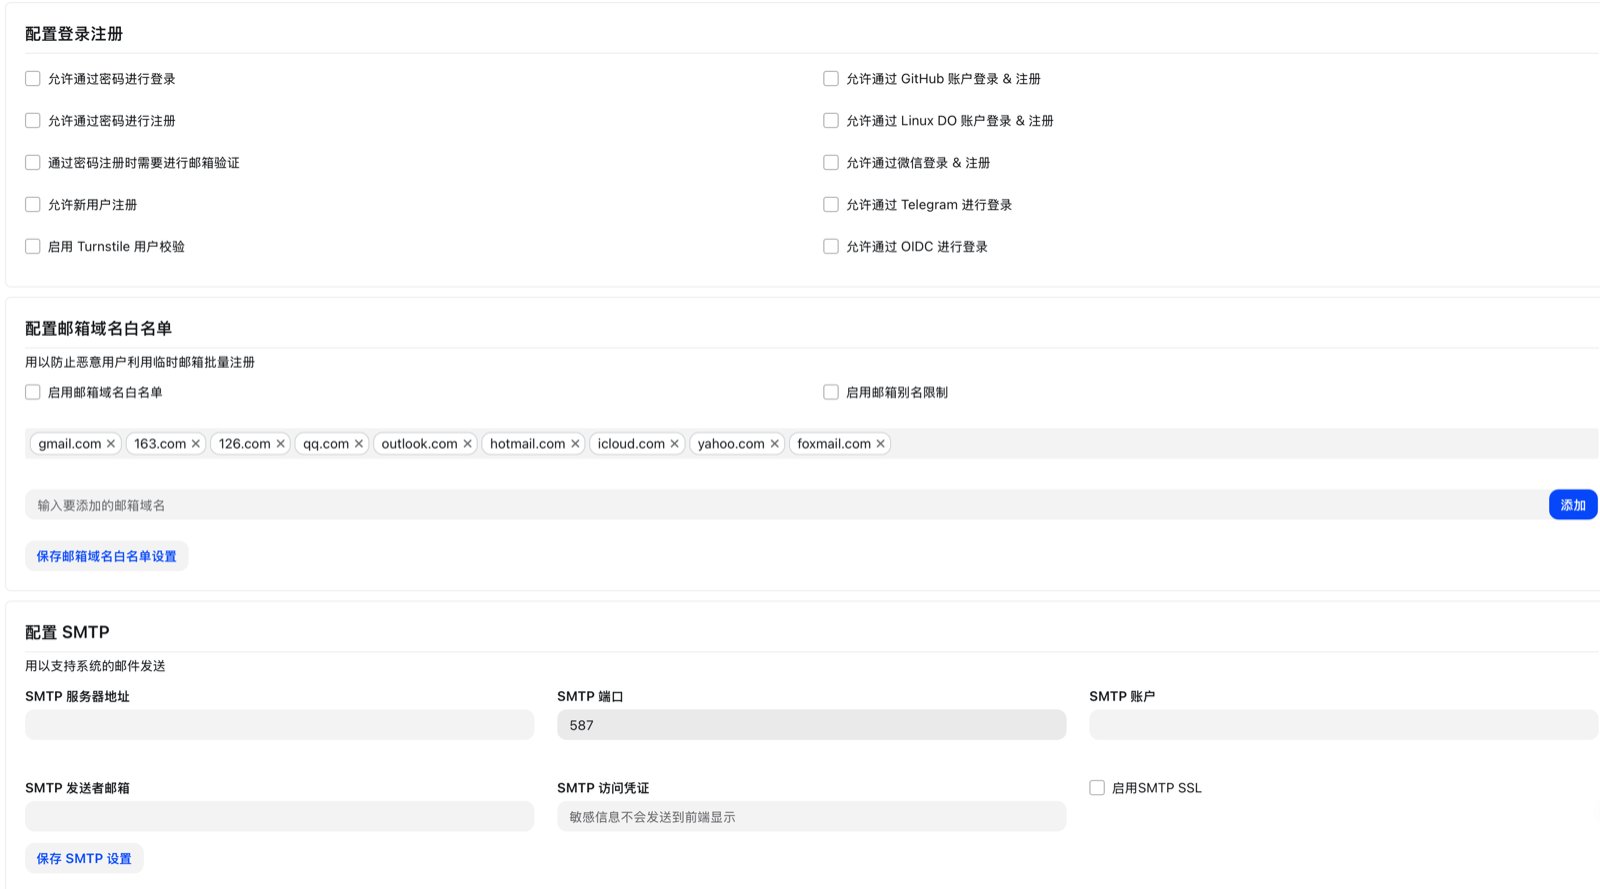 配置登录注册
允许通过密码进行登录
允许通过 GitHub 账户登录 & 注册
允许通过密码进行注册
允许通过 Linux DO 账户登录 & 注册
通过密码注册时需要进行邮箱验证
允许通过微信登录 & 注册
允许新用户注册
允许通过 Telegram 进行登录
启用 Turnstile 用户校验
允许通过 OIDC 进行登录
配置邮箱域名白名单
用以防止恶意用户利用临时邮箱批量注册
启用邮箱域名白名单
启用邮箱别名限制
gmail.com 163.com 126.com qq.com outlook.com hotmail.com icloud.com yahoo.com foxmail.com
输入要添加的邮箱域名
添加
保存邮箱域名白名单设置
配置 SMTP
用以支持系统的邮件发送
SMTP 服务器地址
SMTP 端口
SMTP 账户
587
SMTP 发送者邮箱
SMTP 访问凭证
启用SMTP SSL
敏感信息不会发送到前端显示
保存 SMTP 设置